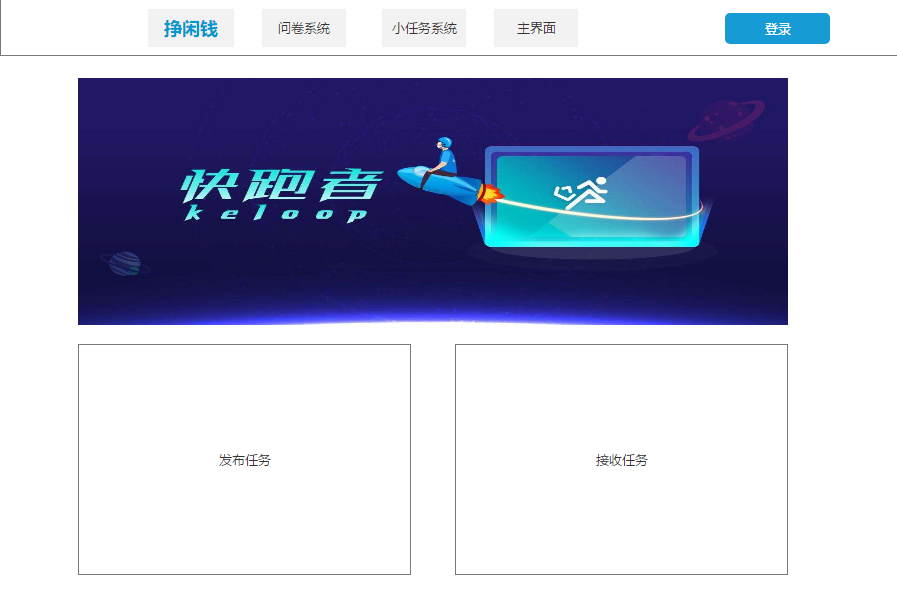 挣闲钱
问卷系统
小任务系统
主界面
登录
快跑者
keloop
发布任务
接收任务